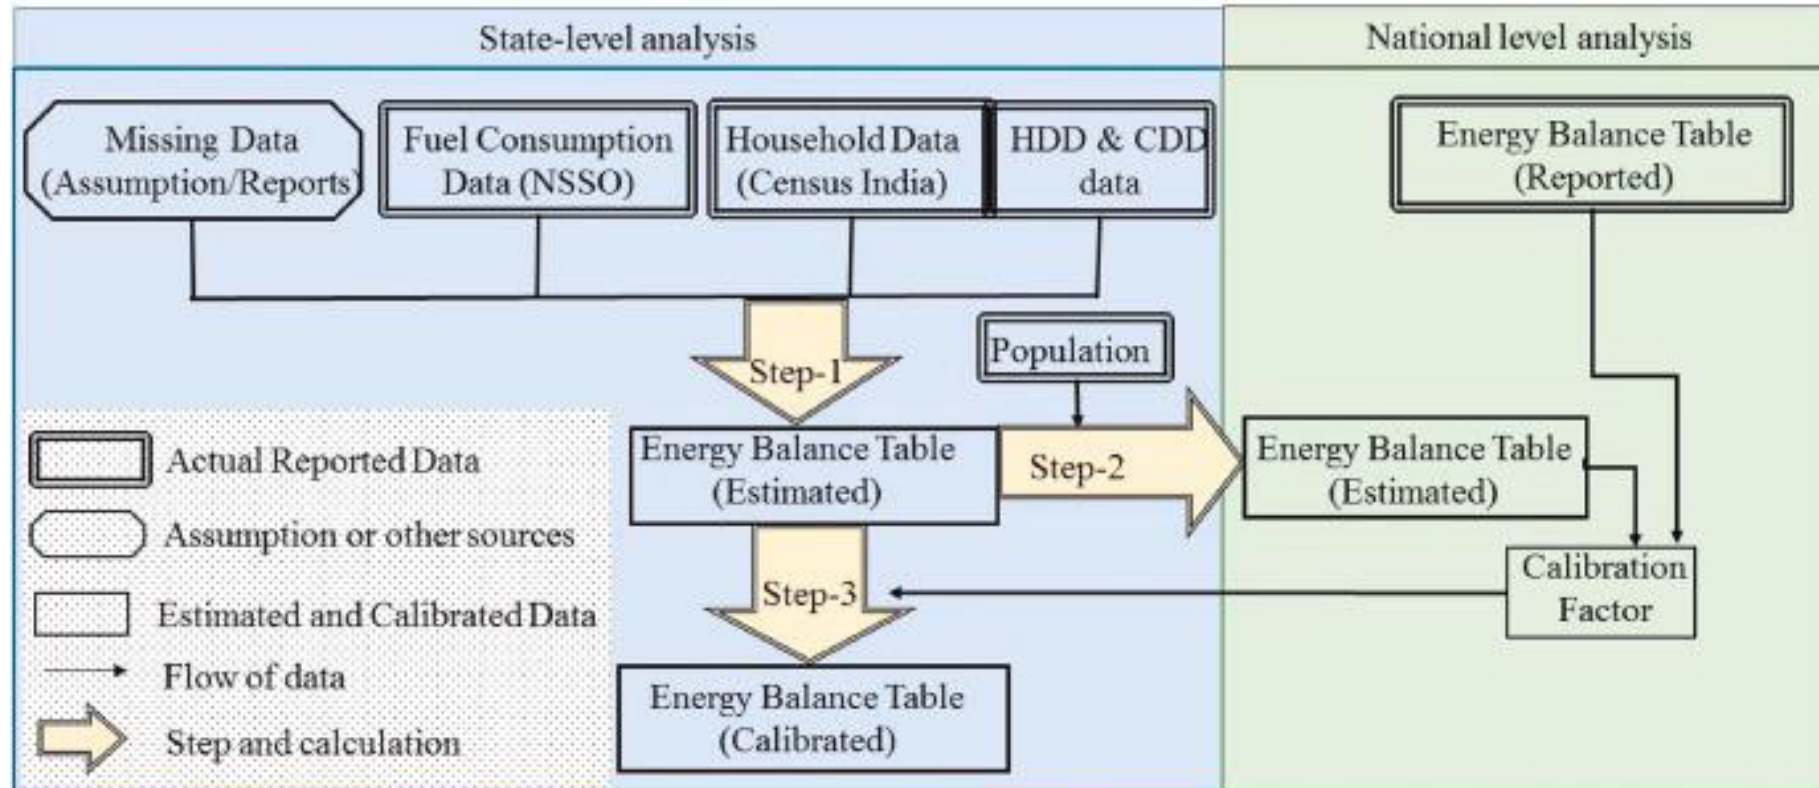 State-level analysis
National level analysis
Missing Data
(Assumption/Reports)
Fuel Consumption
Data (NSSO)
Household Data
(Census India)
HDD & CDD
data
Energy Balance Table
(Reported)
Step-1
Population
Energy Balance Table
(Estimated)
Step-2
Energy Balance Table
(Estimated)
Step-3
Calibration
Factor
Energy Balance Table
(Calibrated)
Actual Reported Data
Assumption or other sources
Estimated and Calibrated Data
Flow of data
Step and calculation